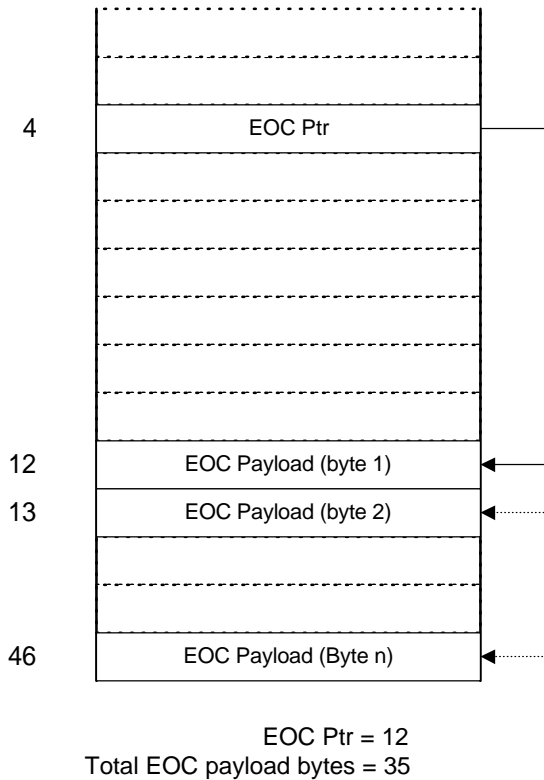 4 EOC Ptr
12 EOC Payload (byte 1)
13 EOC Payload (byte 2)
46 EOC Payload (Byte n)
EOC Ptr = 12
Total EOC payload bytes = 35